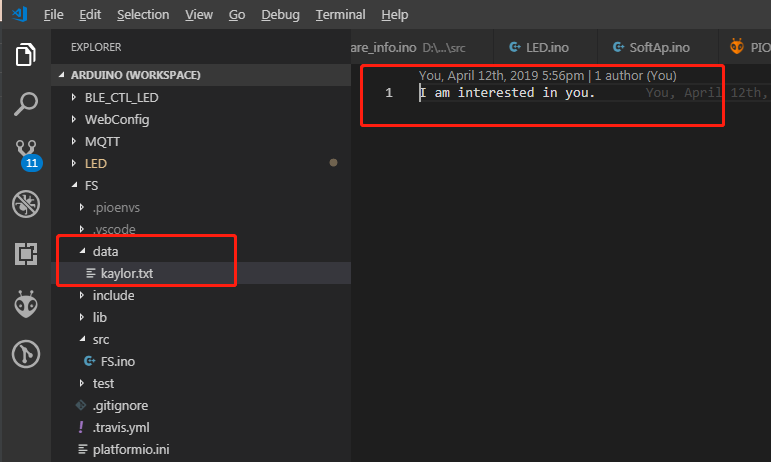 File Edit Selection View Go Debug Terminal Help
EXPLORER
are_info.ino D:\...\src LED.ino SoftAp.ino PIO
ARDUINO (WORKSPACE)
You, April 12th, 2019 5:56pm | 1 author (You)
BLE_CTL_LED
1 I am interested in you. You, April 12th,
WebConfig
MQTT
LED
11
FS
.pioenvs
.vscode
data
kaylor.txt
include
lib
src
FS.ino
test
.gitignore
.travis.yml
platformio.ini